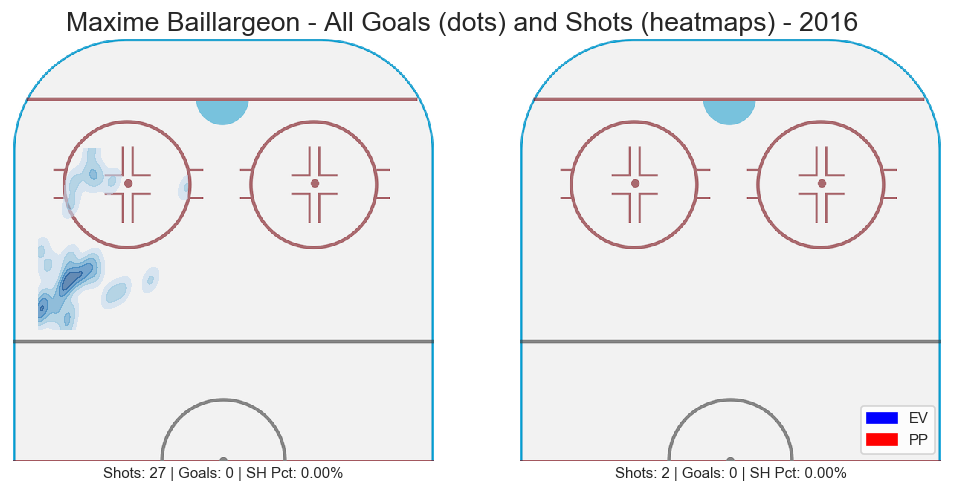 Maxime Baillargeon - All Goals (dots) and Shots (heatmaps) - 2016
EV
PP
Shots: 27 | Goals: 0 | SH Pct: 0.00%
Shots: 2 | Goals: 0 | SH Pct: 0.00%